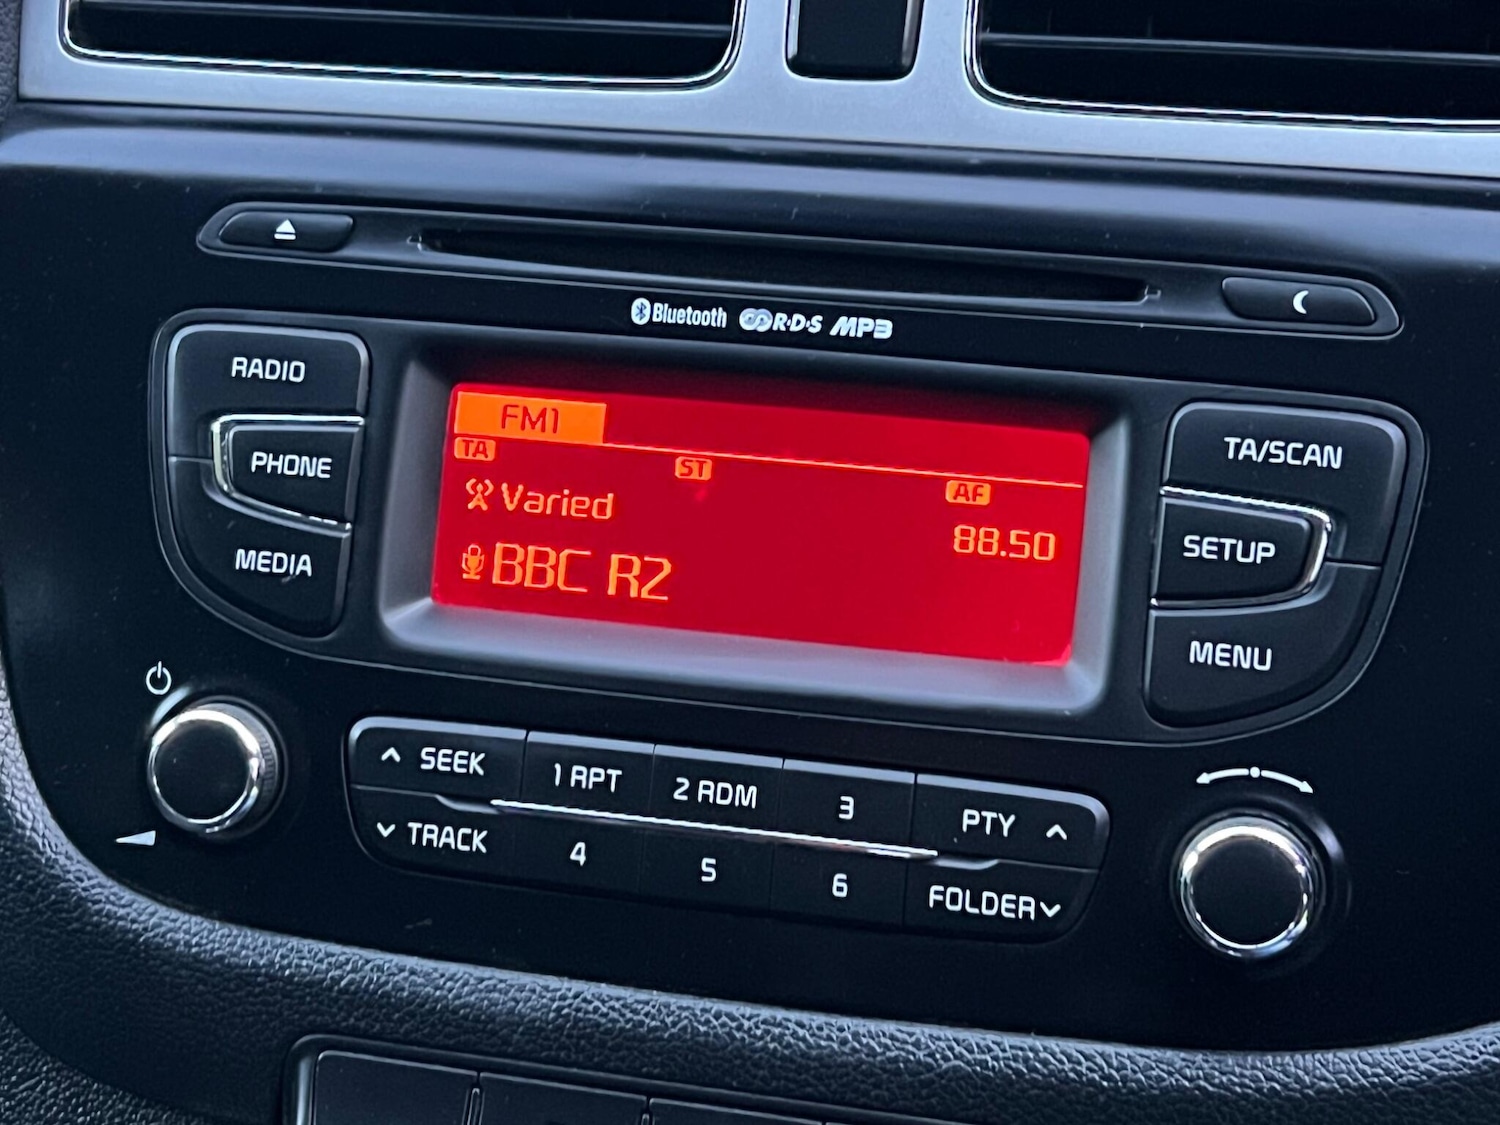 Bluetooth R·D·S MP3
RADIO
PHONE
MEDIA
FM1
TA ST AF
Varied
88.50
BBC R2
TA/SCAN
SETUP
MENU
SEEK
1 RPT
2 RDM
3
PTY
TRACK
4
5
6
FOLDER